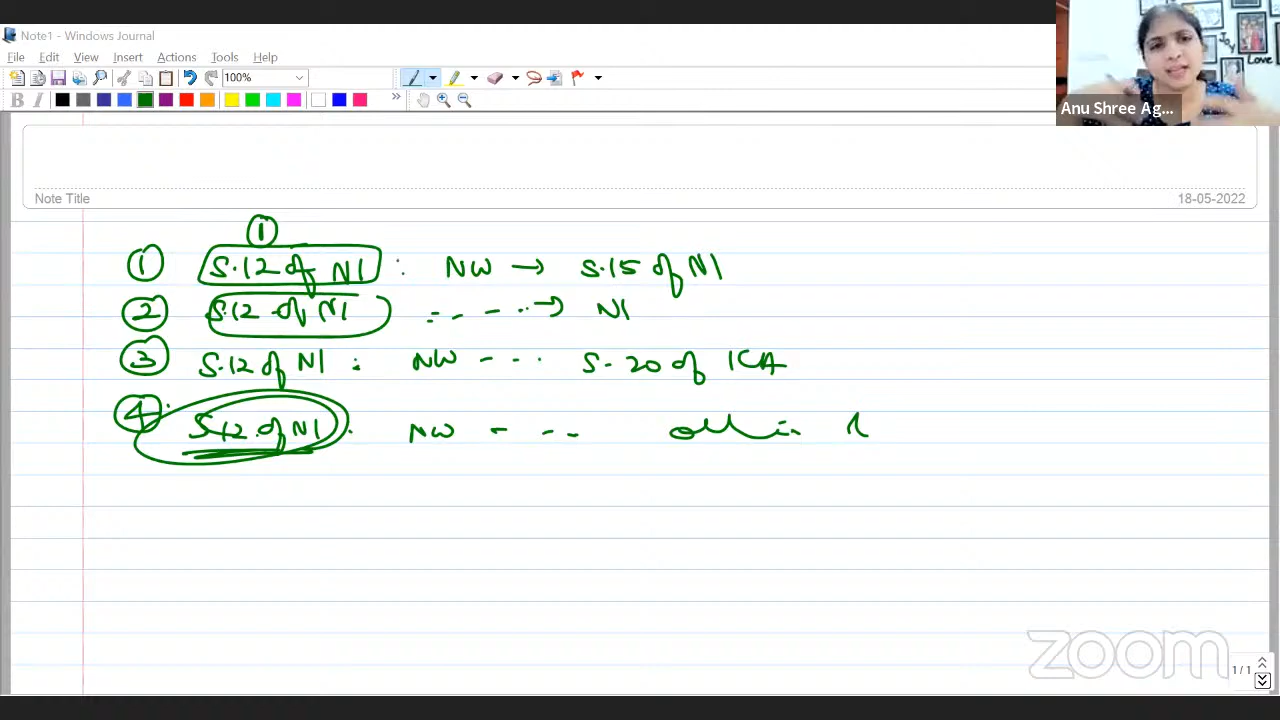 Note1 - Windows Journal
File Edit View Insert Actions Tools Help
100%
Anu Shree Ag...
Note Title
18-05-2022
①
① S.12 of NI : NW → S.15 of NI
② S.12 of NI : - - - ..→ NI
③ S.12 of NI : NW - - . S. 20 of ICA
④ S.12 of NI : NW - - -
zoom
1 / 1